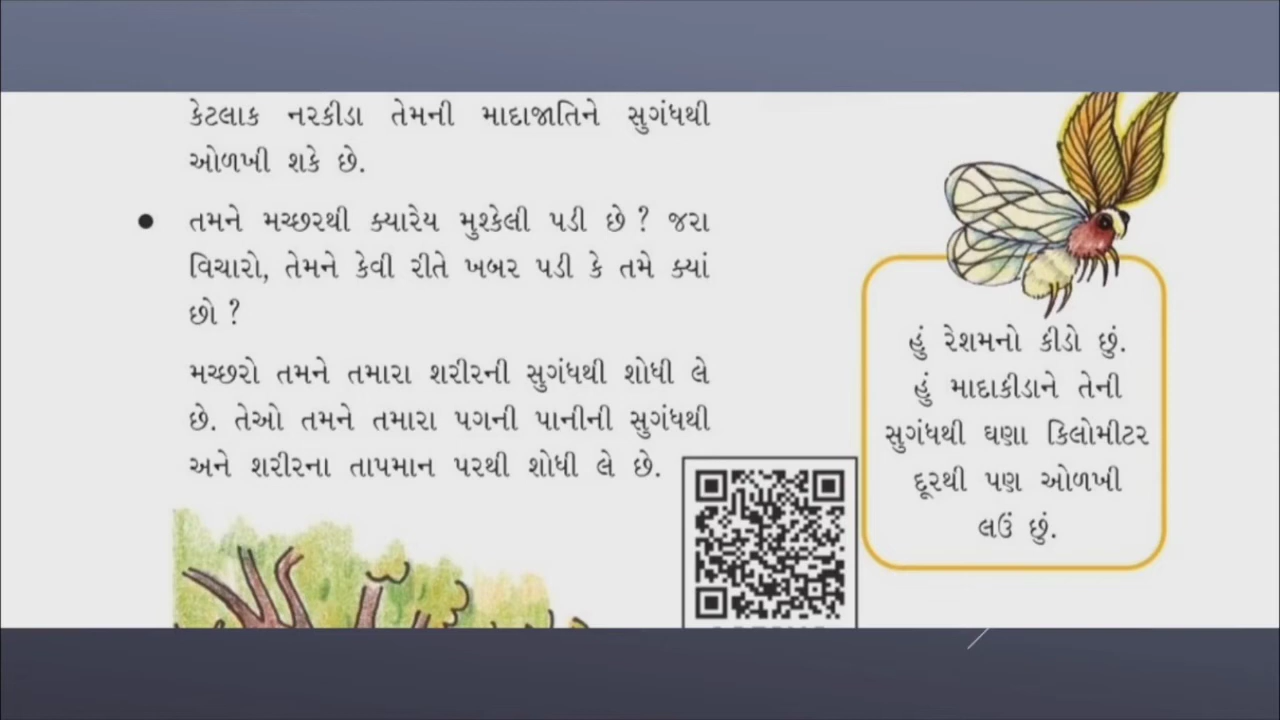 કેટલાક નરકીડા તેમની માદાજાતિને સુગંધથી
ઓળખી શકે છે.
● તમને મચ્છરથી ક્યારેય મુશ્કેલી પડી છે ? જરા
વિચારો, તેમને કેવી રીતે ખબર પડી કે તમે ક્યાં
છો ?
મચ્છરો તમને તમારા શરીરની સુગંધથી શોધી લે
છે. તેઓ તમને તમારા પગની પાનીની સુગંધથી
અને શરીરના તાપમાન પરથી શોધી લે છે.
હું રેશમનો કીડો છું.
હું માદાકીડાને તેની
સુગંધથી ઘણા કિલોમીટર
દૂરથી પણ ઓળખી
લઉં છું.